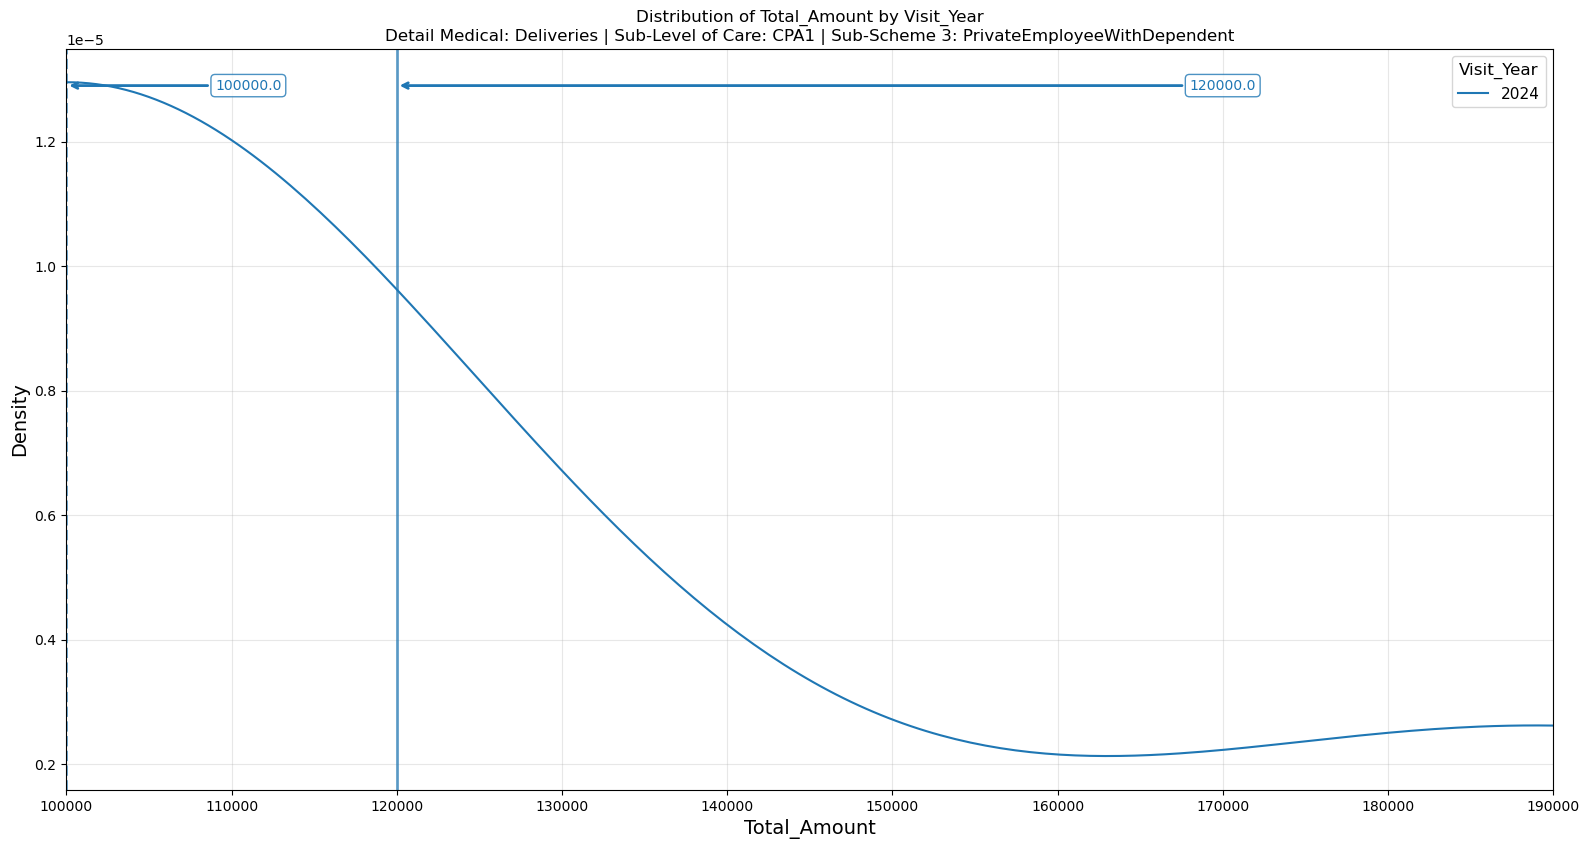 Distribution of Total_Amount by Visit_Year
Detail Medical: Deliveries | Sub-Level of Care: CPA1 | Sub-Scheme 3: PrivateEmployeeWithDependent
1e−5
100000.0
120000.0
Visit_Year
2024
1.2
1.0
0.8
0.6
0.4
0.2
Density
100000 110000 120000 130000 140000 150000 160000 170000 180000 190000
Total_Amount